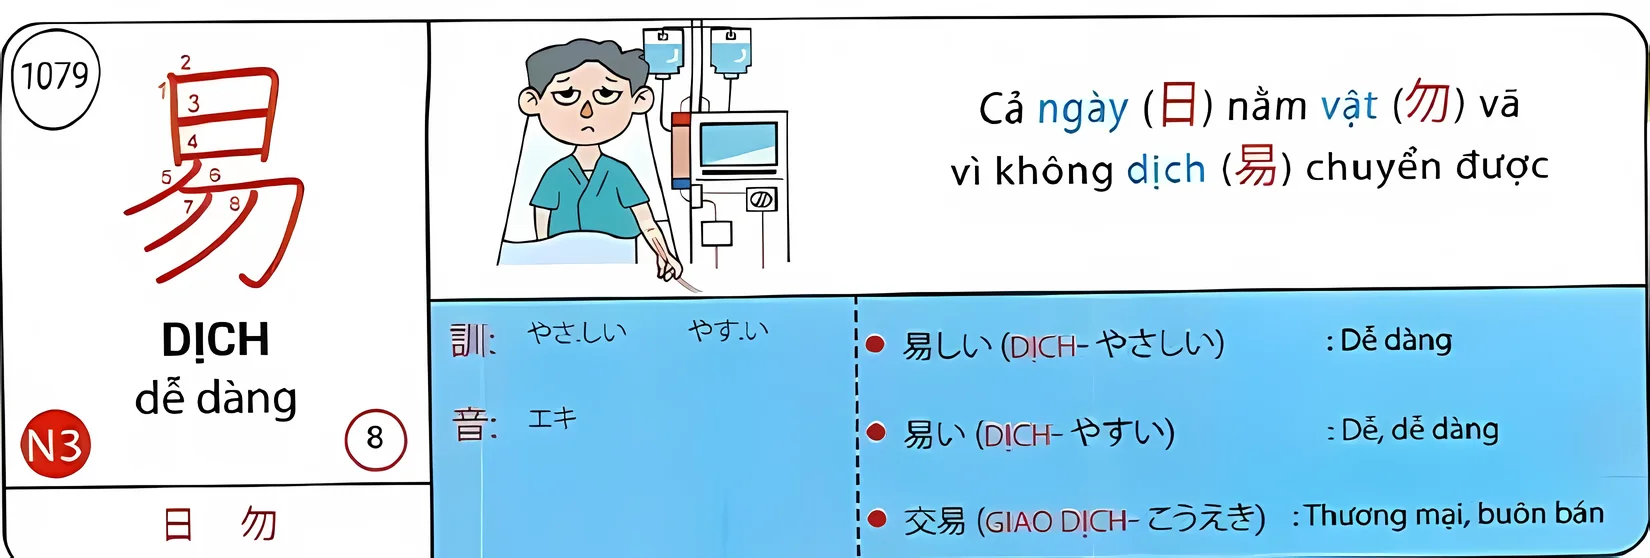 1079
2
1
3
4
5 6
7 8
易
DỊCH
dễ dàng
N3
8
日 勿
Cả ngày (日) nằm vật (勿) vã
vì không dịch (易) chuyển được
訓: やさ.しい やす.い
音: エキ
易しい (DỊCH- やさしい) : Dễ dàng
易い (DỊCH- やすい) : Dễ, dễ dàng
交易 (GIAO DỊCH- こうえき) : Thương mại, buôn bán